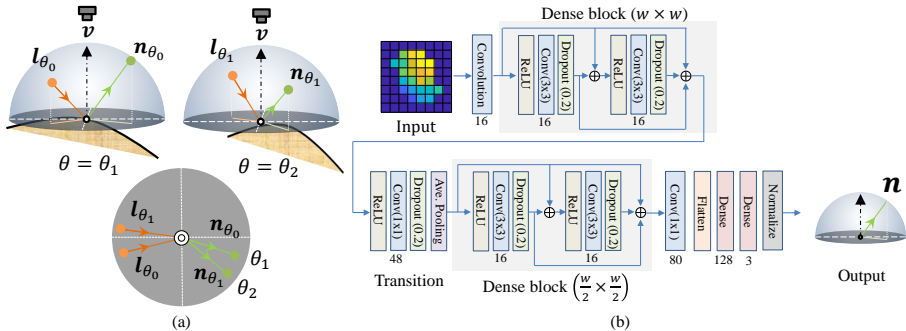 v
l_θ0
n_θ0
θ = θ1
v
l_θ1
n_θ1
θ = θ2
l_θ1
n_θ0
l_θ0
n_θ1
θ1
θ2
(a)
Dense block (w × w)
Input
Convolution
16
ReLU
Conv(3x3)
16
Dropout (0.2)
ReLU
Conv(3x3)
16
Dropout (0.2)
ReLU
Conv(1x1)
48
Dropout (0.2)
Ave. Pooling
Transition
ReLU
Conv(3x3)
16
Dropout (0.2)
ReLU
Conv(3x3)
16
Dropout (0.2)
Dense block (w/2 × w/2)
Conv(1x1)
80
Flatten
Dense
128
Dense
3
Normalize
n
Output
(b)